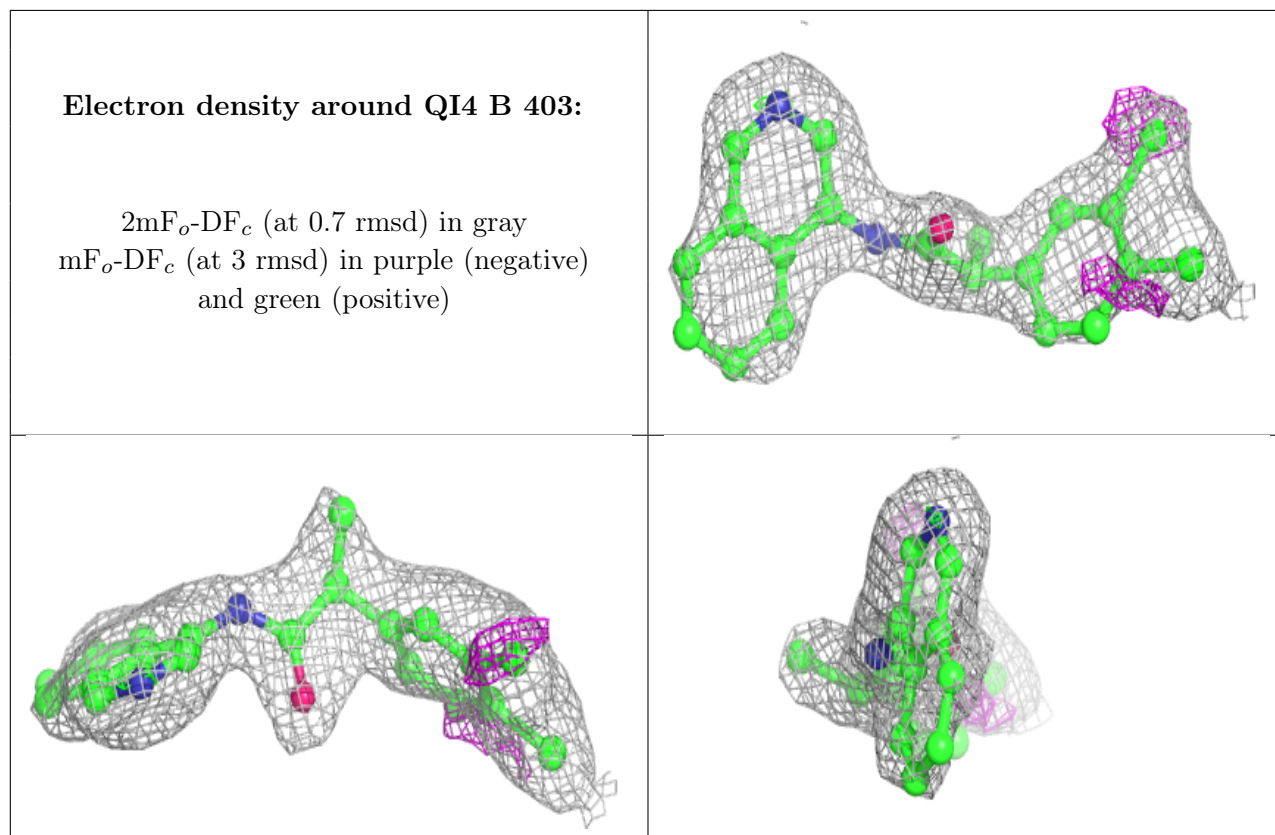 Electron density around QI4 B 403:
2mFo-DFc (at 0.7 rmsd) in gray
mFo-DFc (at 3 rmsd) in purple (negative)
and green (positive)